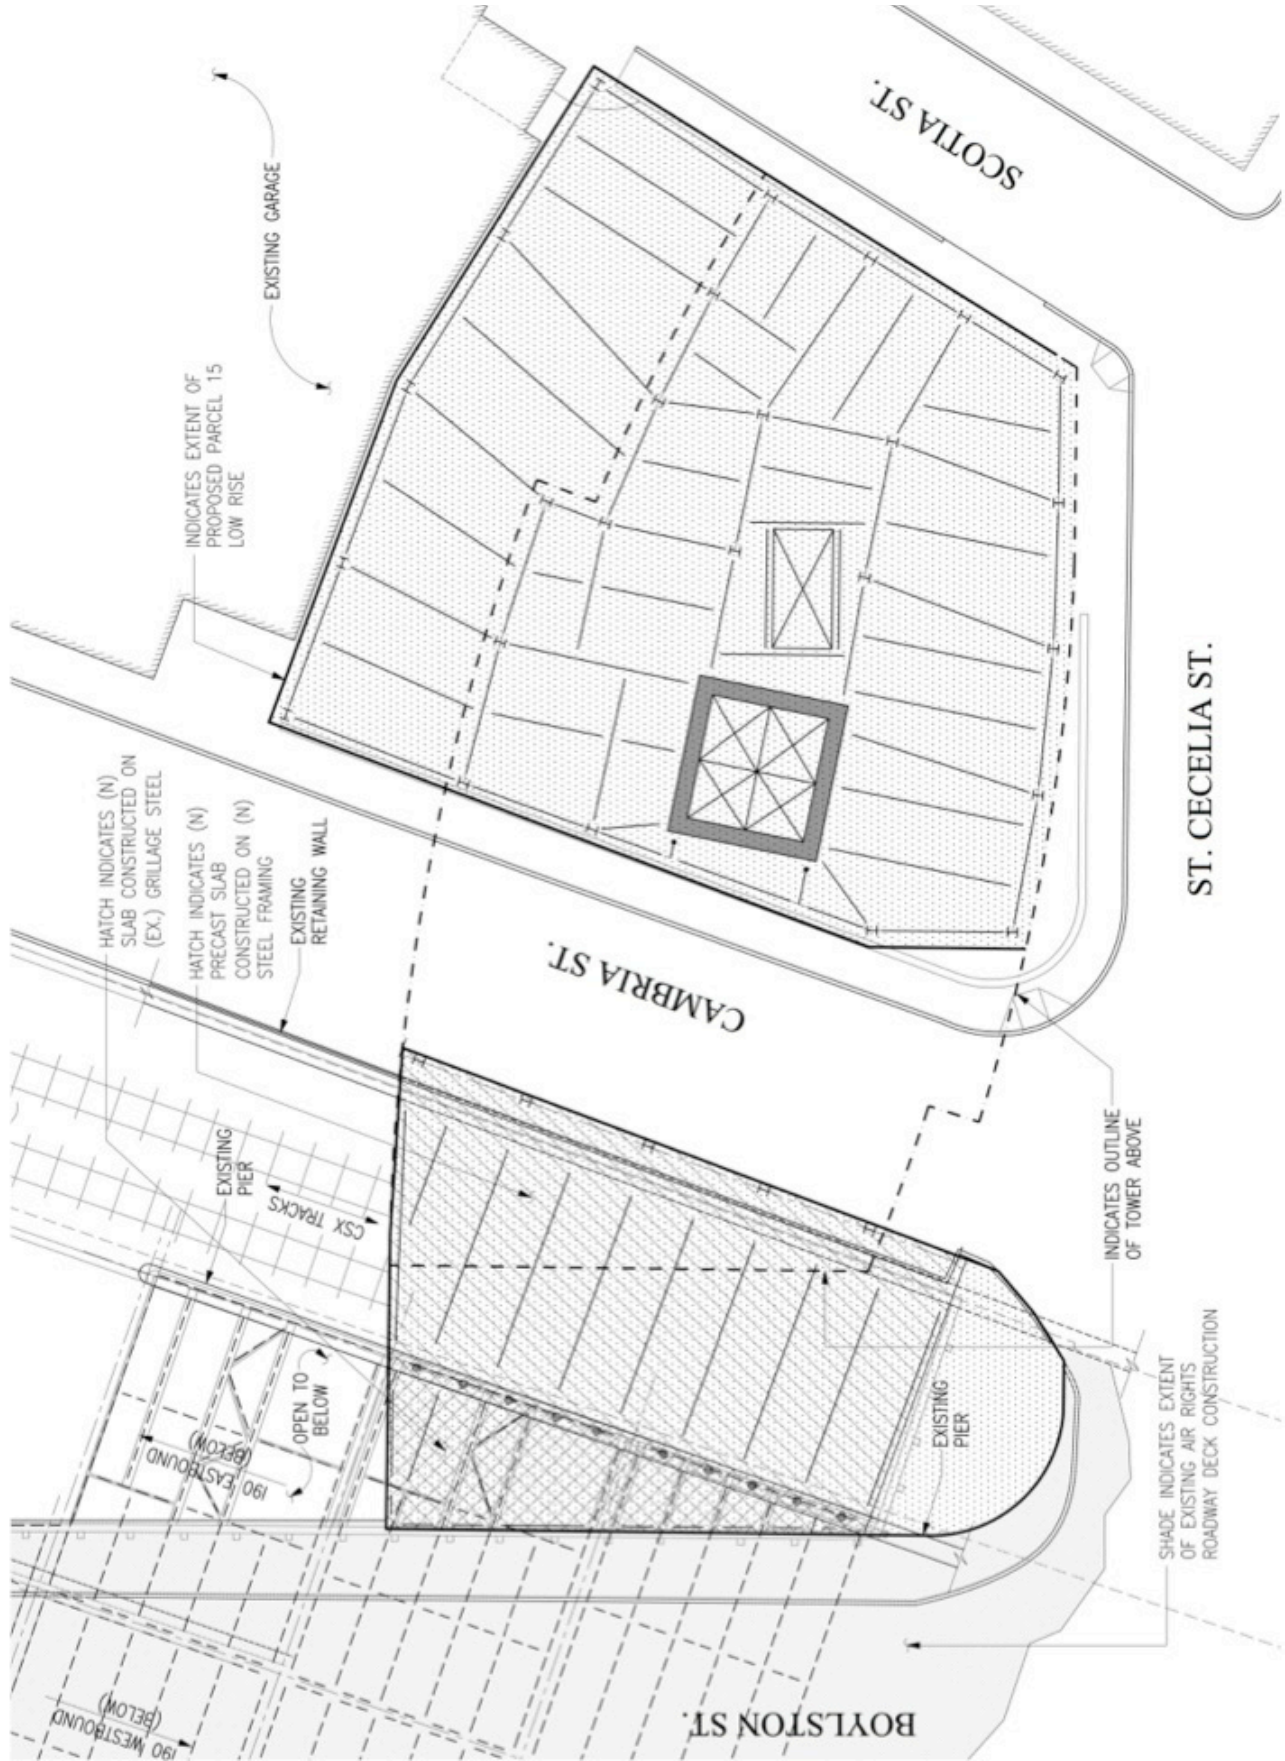 SCOTIA ST.
EXISTING GARAGE
INDICATES EXTENT OF
PROPOSED PARCEL 15
LOW RISE
HATCH INDICATES (N)
SLAB CONSTRUCTED ON
(EX.) GRILLAGE STEEL
HATCH INDICATES (N)
PRECAST SLAB
CONSTRUCTED ON (N)
STEEL FRAMING
EXISTING
RETAINING WALL
CAMBRIA ST.
ST. CECELIA ST.
EXISTING
PIER
CSX TRACKS
OPEN TO
BELOW
I90 EASTBOUND
(BELOW)
EXISTING
PIER
INDICATES OUTLINE
OF TOWER ABOVE
SHADE INDICATES EXTENT
OF EXISTING AIR RIGHTS
ROADWAY DECK CONSTRUCTION
I90 WESTBOUND
(BELOW)
BOYLSTON ST.